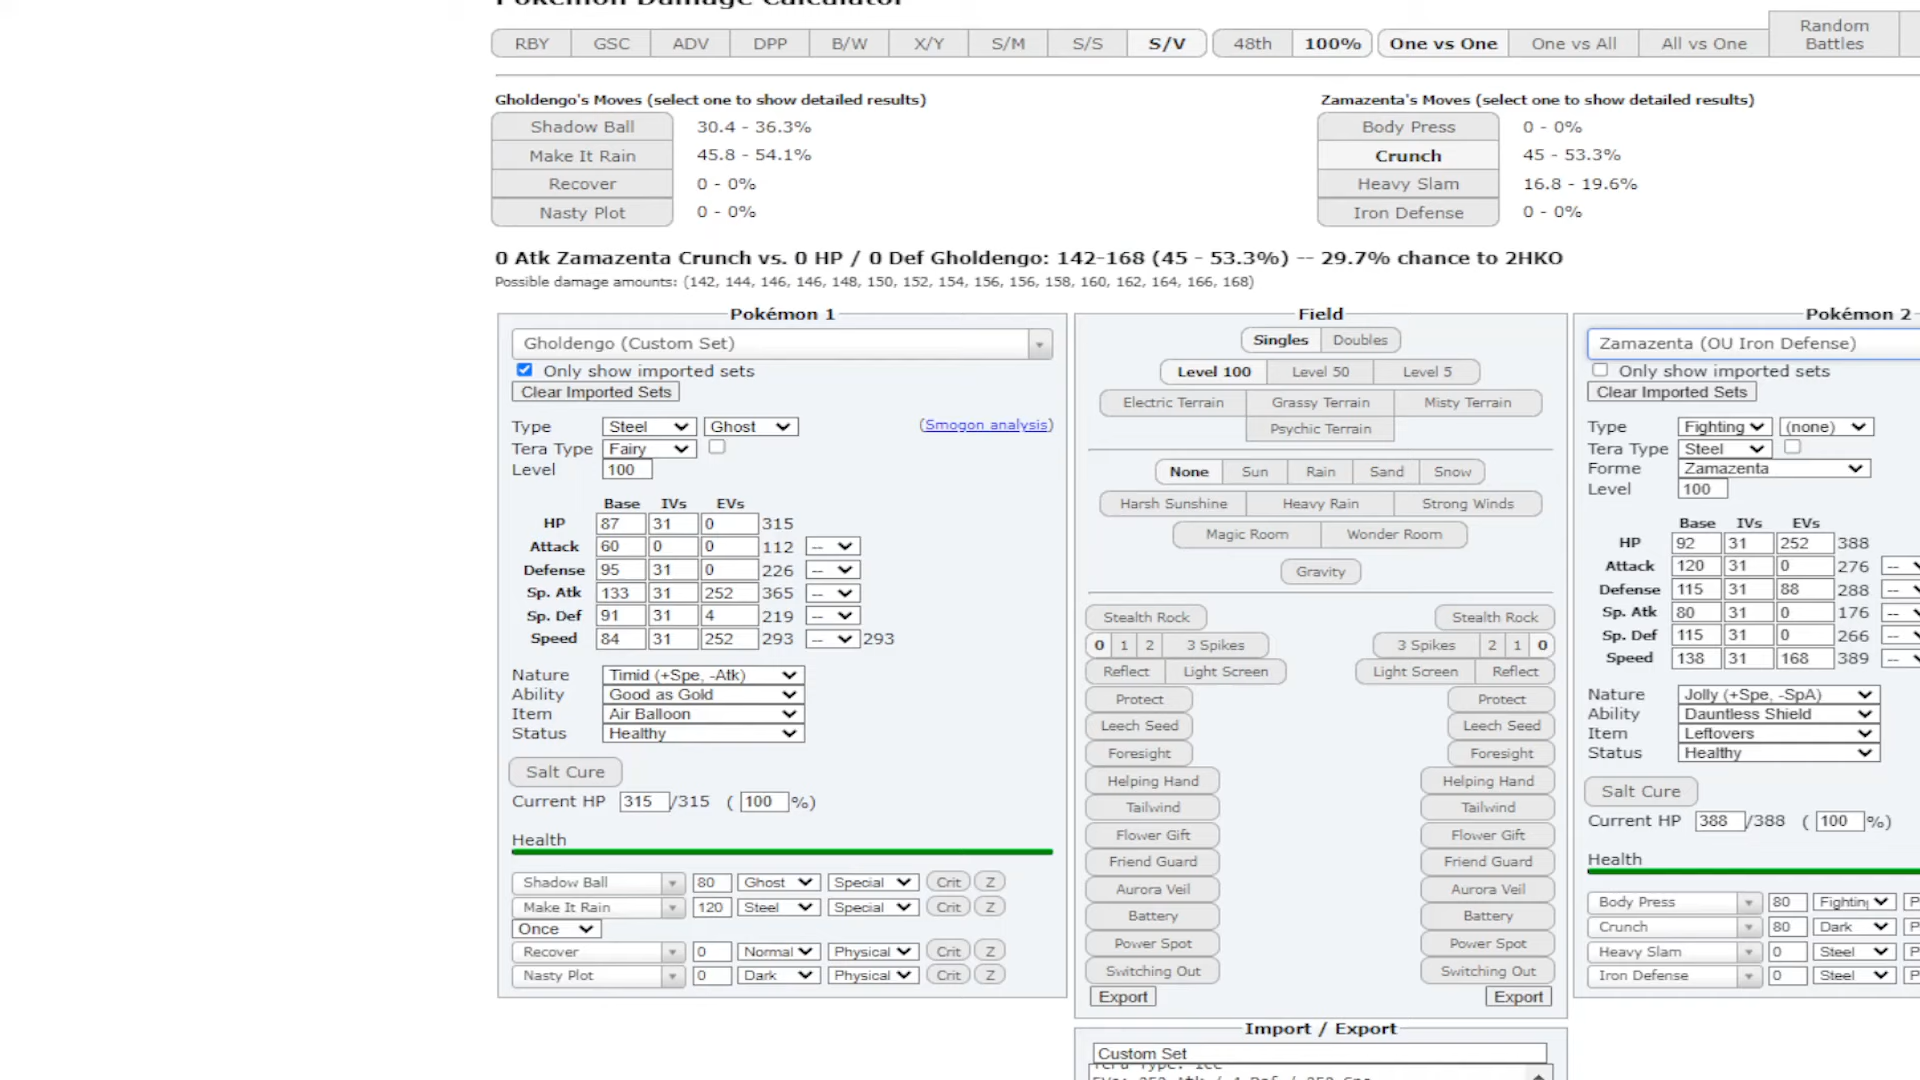 Pokémon Damage Calculator
RBY GSC ADV DPP B/W X/Y S/M S/S S/V 48th 100% One vs One One vs All All vs One Random Battles
Gholdengo's Moves (select one to show detailed results)
Shadow Ball 30.4 - 36.3%
Make It Rain 45.8 - 54.1%
Recover 0 - 0%
Nasty Plot 0 - 0%
Zamazenta's Moves (select one to show detailed results)
Body Press 0 - 0%
Crunch 45 - 53.3%
Heavy Slam 16.8 - 19.6%
Iron Defense 0 - 0%
0 Atk Zamazenta Crunch vs. 0 HP / 0 Def Gholdengo: 142-168 (45 - 53.3%) -- 29.7% chance to 2HKO
Possible damage amounts: (142, 144, 146, 146, 148, 150, 152, 154, 156, 156, 158, 160, 162, 164, 166, 168)
Pokémon 1
Gholdengo (Custom Set)
Only show imported sets
Clear Imported Sets
Type Steel Ghost (Smogon analysis)
Tera Type Fairy
Level 100
Base IVs EVs
HP 87 31 0 315
Attack 60 0 0 112 --
Defense 95 31 0 226 --
Sp. Atk 133 31 252 365 --
Sp. Def 91 31 4 219 --
Speed 84 31 252 293 -- 293
Nature Timid (+Spe, -Atk)
Ability Good as Gold
Item Air Balloon
Status Healthy
Salt Cure
Current HP 315/315 (100%)
Health
Shadow Ball 80 Ghost Special Crit Z
Make It Rain 120 Steel Special Crit Z
Once
Recover 0 Normal Physical Crit Z
Nasty Plot 0 Dark Physical Crit Z
Field
Singles Doubles
Level 100 Level 50 Level 5
Electric Terrain Grassy Terrain Misty Terrain
Psychic Terrain
None Sun Rain Sand Snow
Harsh Sunshine Heavy Rain Strong Winds
Magic Room Wonder Room
Gravity
Stealth Rock Stealth Rock
0 1 2 3 Spikes 3 Spikes 2 1 0
Reflect Light Screen Light Screen Reflect
Protect Protect
Leech Seed Leech Seed
Foresight Foresight
Helping Hand Helping Hand
Tailwind Tailwind
Flower Gift Flower Gift
Friend Guard Friend Guard
Aurora Veil Aurora Veil
Battery Battery
Power Spot Power Spot
Switching Out Switching Out
Export Export
Import / Export
Custom Set
Pokémon 2
Zamazenta (OU Iron Defense)
Only show imported sets
Clear Imported Sets
Type Fighting (none)
Tera Type Steel
Forme Zamazenta
Level 100
Base IVs EVs
HP 92 31 252 388
Attack 120 31 0 276 --
Defense 115 31 88 288 --
Sp. Atk 80 31 0 176 --
Sp. Def 115 31 0 266 --
Speed 138 31 168 389 --
Nature Jolly (+Spe, -SpA)
Ability Dauntless Shield
Item Leftovers
Status Healthy
Salt Cure
Current HP 388/388 (100%)
Health
Body Press 80 Fighting P
Crunch 80 Dark P
Heavy Slam 0 Steel P
Iron Defense 0 Steel P